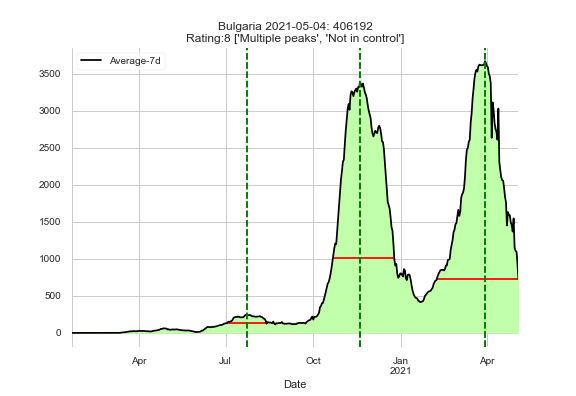 Bulgaria 2021-05-04: 406192
Rating:8 ['Multiple peaks', 'Not in control']
Average-7d
3500
3000
2500
2000
1500
1000
500
0
Apr Jul Oct Jan Apr
2021
Date